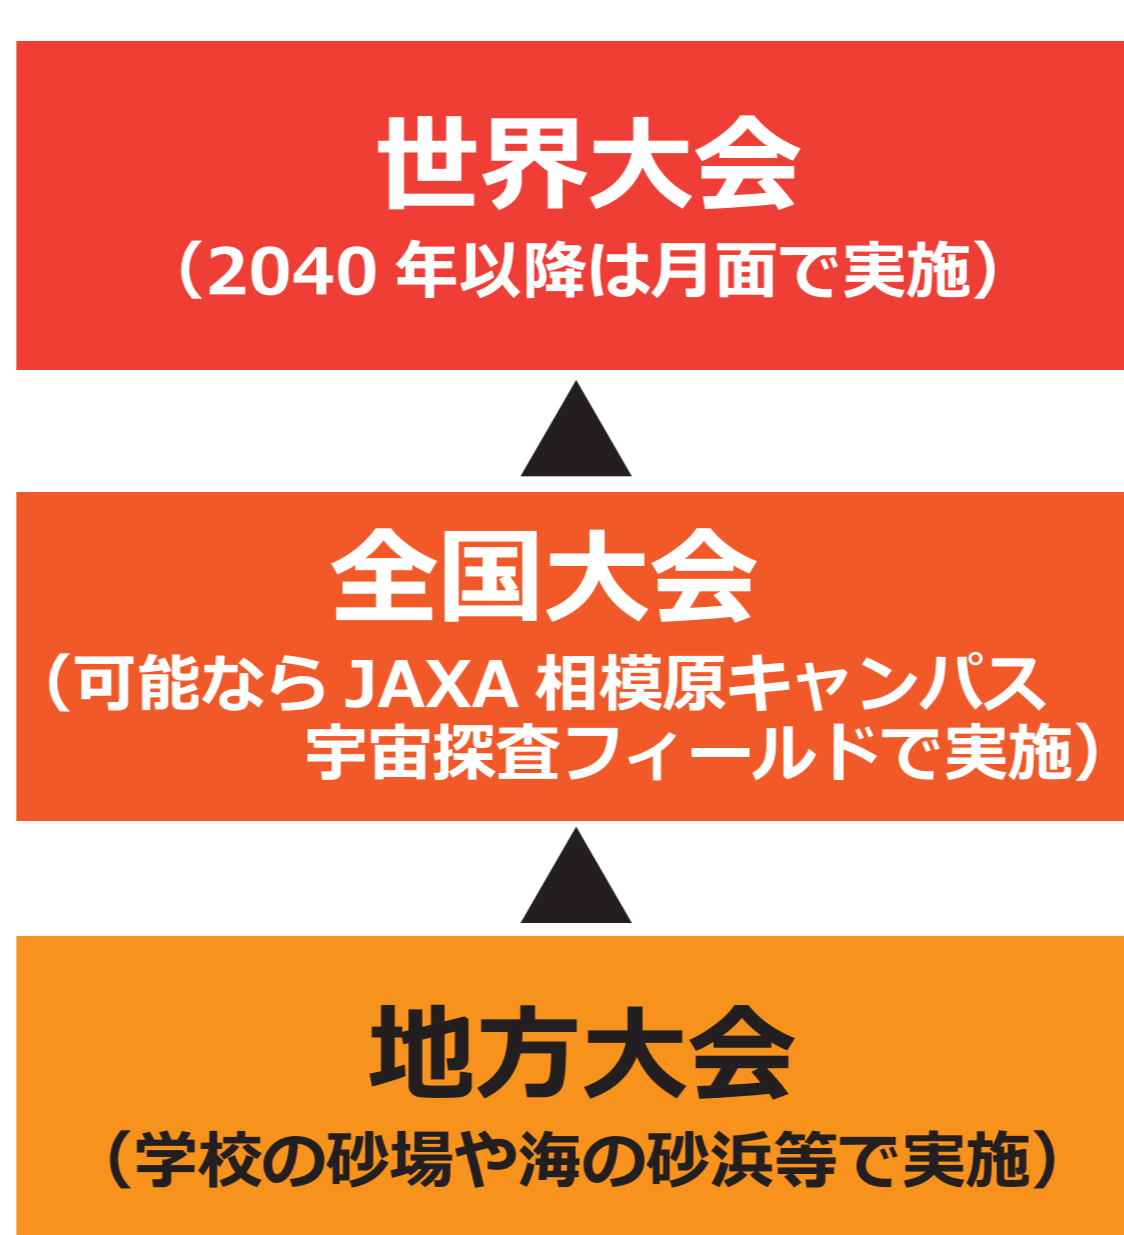 世界大会
（2040 年以降は月面で実施）
全国大会
（可能なら JAXA 相模原キャンパス
宇宙探査フィールドで実施）
地方大会
（学校の砂場や海の砂浜等で実施）